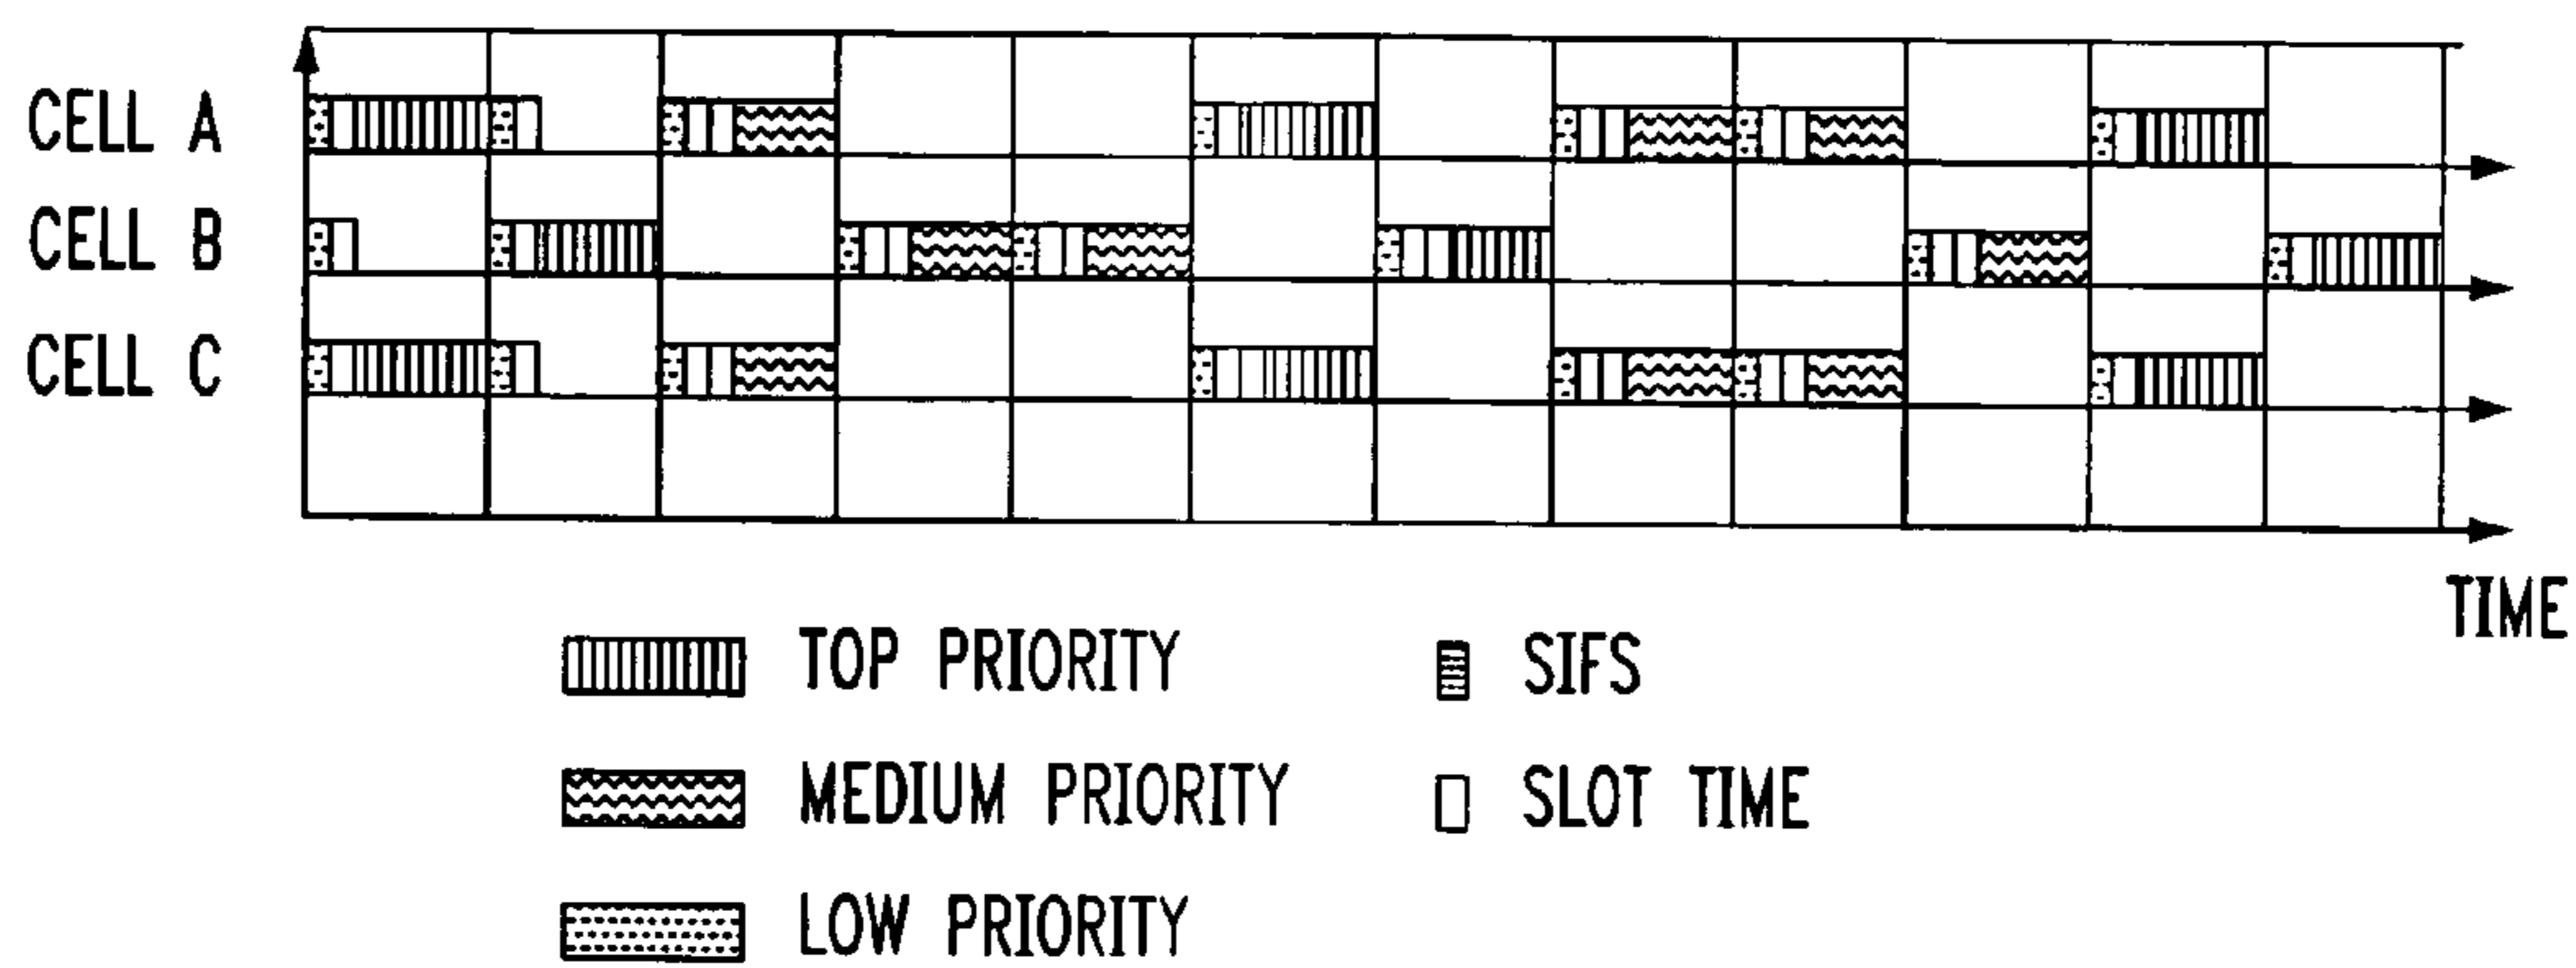 CELL A
CELL B
CELL C
TIME
TOP PRIORITY
SIFS
MEDIUM PRIORITY
SLOT TIME
LOW PRIORITY